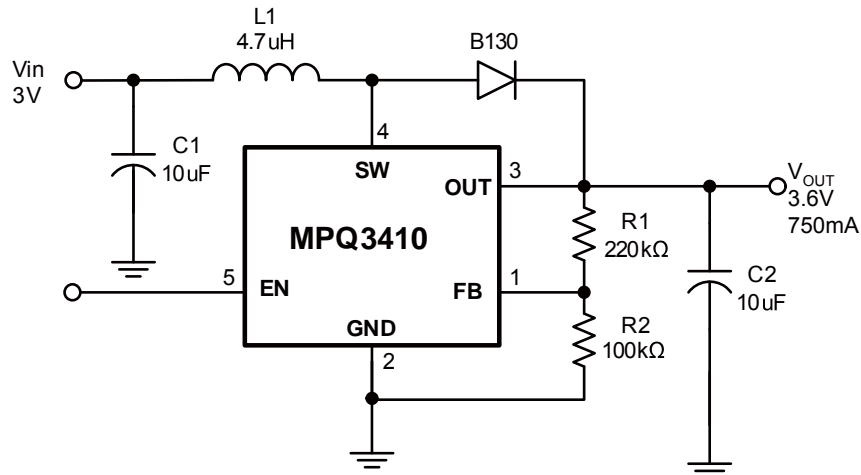 L1
4.7uH
B130
Vin
3V
C1
10uF
4
SW
OUT
3
V_OUT
3.6V
750mA
MPQ3410
R1
220kΩ
5
EN
FB
1
C2
10uF
GND
2
R2
100kΩ